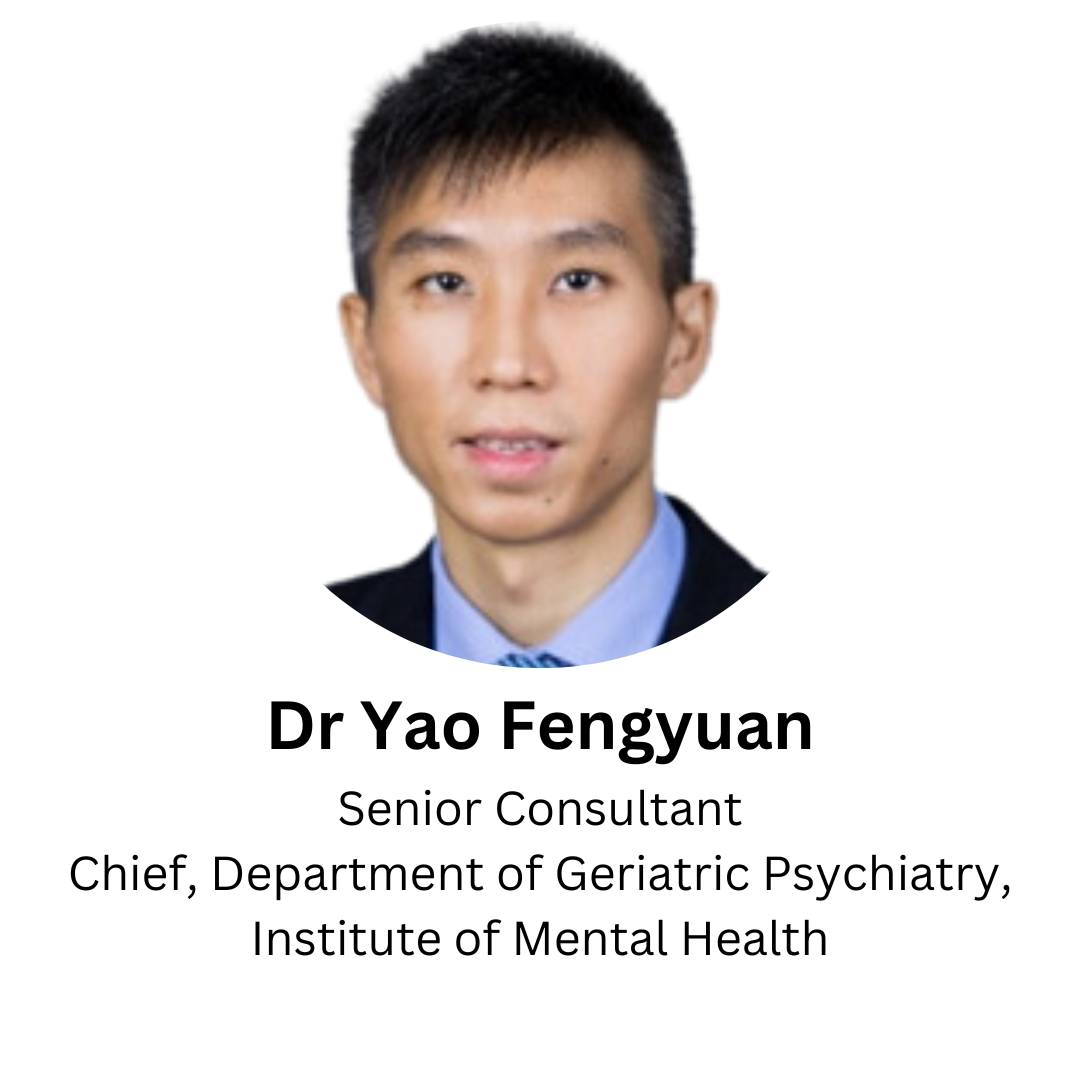 Dr Yao Fengyuan
Senior Consultant
Chief, Department of Geriatric Psychiatry,
Institute of Mental Health